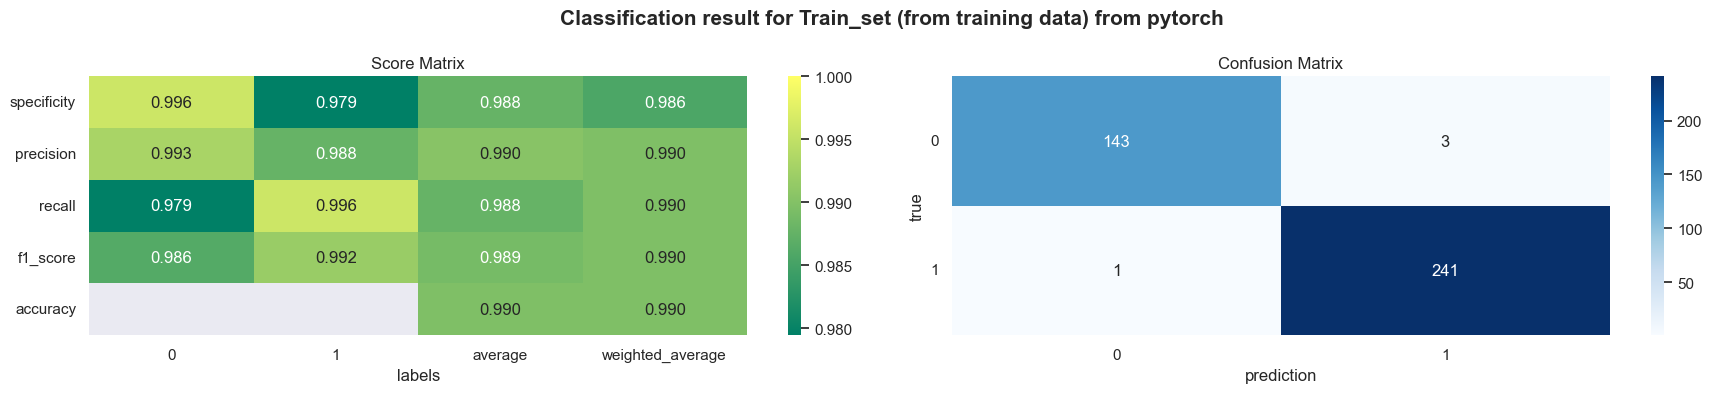 Classification result for Train_set (from training data) from pytorch
Score Matrix
specificity 0.996 0.979 0.988 0.986
precision 0.993 0.988 0.990 0.990
recall 0.979 0.996 0.988 0.990
f1_score 0.986 0.992 0.989 0.990
accuracy 0.990 0.990
0 1 average weighted_average
labels
1.000
0.995
0.990
0.985
0.980
Confusion Matrix
true
0 143 3
1 1 241
0 1
prediction
200
150
100
50